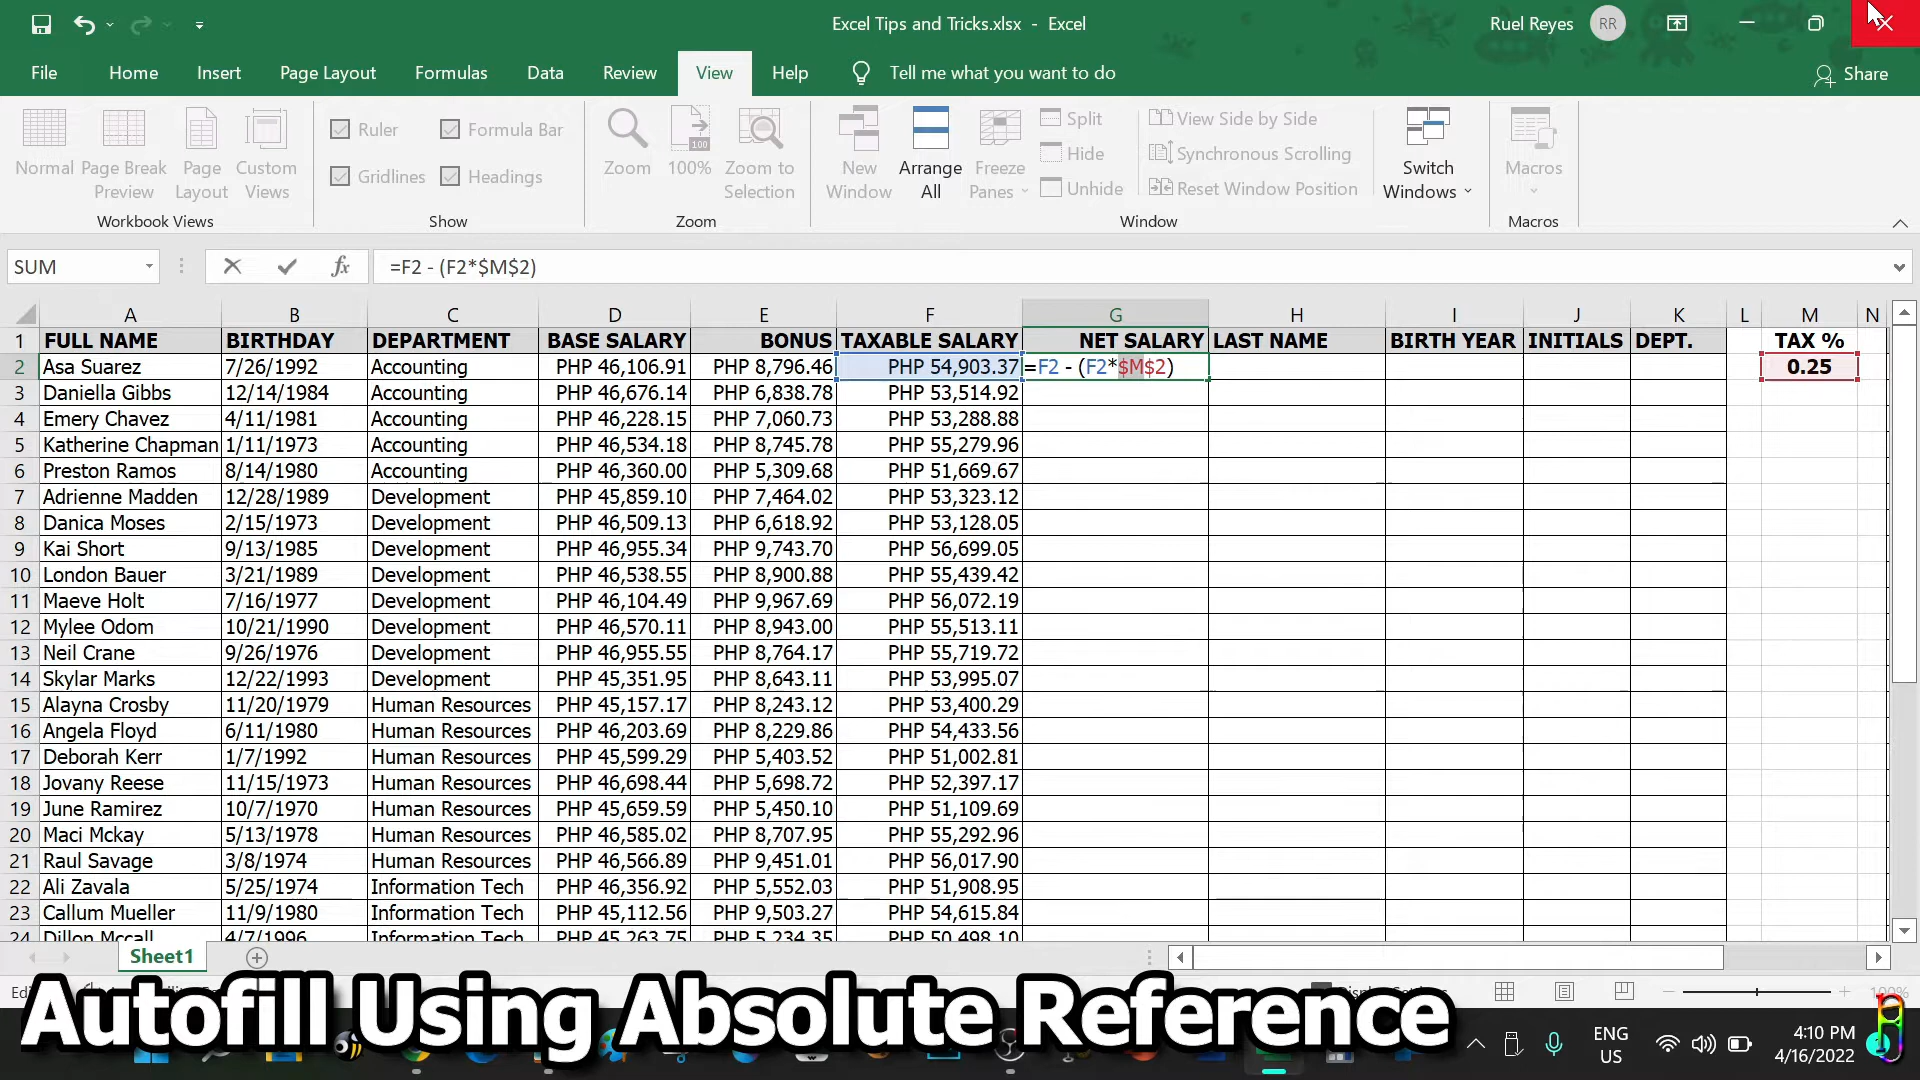 Excel Tips and Tricks.xlsx - Excel
Ruel Reyes RR
File Home Insert Page Layout Formulas Data Review View Help Tell me what you want to do Share
Normal Page Break Preview Page Layout Custom Views
Workbook Views
Ruler Formula Bar
Gridlines Headings
Show
Zoom 100% Zoom to Selection
Zoom
New Window Arrange All Freeze Panes
Split
Hide
Unhide
View Side by Side
Synchronous Scrolling
Reset Window Position
Switch Windows
Window
Macros
Macros
SUM fx =F2 - (F2*$M$2)
A B C D E F G H I J K L M N
1 FULL NAME BIRTHDAY DEPARTMENT BASE SALARY BONUS TAXABLE SALARY NET SALARY LAST NAME BIRTH YEAR INITIALS DEPT. TAX %
2 Asa Suarez 7/26/1992 Accounting PHP 46,106.91 PHP 8,796.46 PHP 54,903.37 =F2 - (F2*$M$2) 0.25
3 Daniella Gibbs 12/14/1984 Accounting PHP 46,676.14 PHP 6,838.78 PHP 53,514.92
4 Emery Chavez 4/11/1981 Accounting PHP 46,228.15 PHP 7,060.73 PHP 53,288.88
5 Katherine Chapman 1/11/1973 Accounting PHP 46,534.18 PHP 8,745.78 PHP 55,279.96
6 Preston Ramos 8/14/1980 Accounting PHP 46,360.00 PHP 5,309.68 PHP 51,669.67
7 Adrienne Madden 12/28/1989 Development PHP 45,859.10 PHP 7,464.02 PHP 53,323.12
8 Danica Moses 2/15/1973 Development PHP 46,509.13 PHP 6,618.92 PHP 53,128.05
9 Kai Short 9/13/1985 Development PHP 46,955.34 PHP 9,743.70 PHP 56,699.05
10 London Bauer 3/21/1989 Development PHP 46,538.55 PHP 8,900.88 PHP 55,439.42
11 Maeve Holt 7/16/1977 Development PHP 46,104.49 PHP 9,967.69 PHP 56,072.19
12 Mylee Odom 10/21/1990 Development PHP 46,570.11 PHP 8,943.00 PHP 55,513.11
13 Neil Crane 9/26/1976 Development PHP 46,955.55 PHP 8,764.17 PHP 55,719.72
14 Skylar Marks 12/22/1993 Development PHP 45,351.95 PHP 8,643.11 PHP 53,995.07
15 Alayna Crosby 11/20/1979 Human Resources PHP 45,157.17 PHP 8,243.12 PHP 53,400.29
16 Angela Floyd 6/11/1980 Human Resources PHP 46,203.69 PHP 8,229.86 PHP 54,433.56
17 Deborah Kerr 1/7/1992 Human Resources PHP 45,599.29 PHP 5,403.52 PHP 51,002.81
18 Jovany Reese 11/15/1973 Human Resources PHP 46,698.44 PHP 5,698.72 PHP 52,397.17
19 June Ramirez 10/7/1970 Human Resources PHP 45,659.59 PHP 5,450.10 PHP 51,109.69
20 Maci Mckay 5/13/1978 Human Resources PHP 46,585.02 PHP 8,707.95 PHP 55,292.96
21 Raul Savage 3/8/1974 Human Resources PHP 46,566.89 PHP 9,451.01 PHP 56,017.90
22 Ali Zavala 5/25/1974 Information Tech PHP 46,356.92 PHP 5,552.03 PHP 51,908.95
23 Callum Mueller 11/9/1980 Information Tech PHP 45,112.56 PHP 9,503.27 PHP 54,615.84
24 Dillon Mccall 4/7/1996 Information Tech PHP 45,263.75 PHP 5,234.35 PHP 50,498.10
Sheet1
100%
Autofill Using Absolute Reference
ENG
US
4:10 PM
4/16/2022